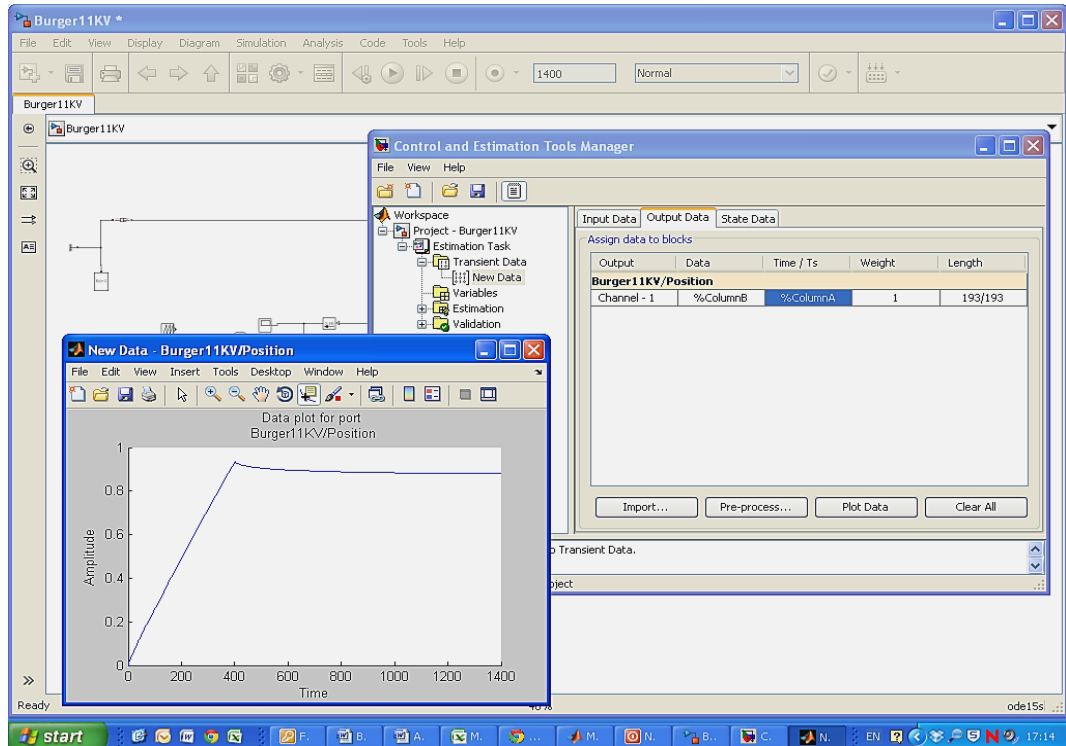 Burger11KV *
File Edit View Display Diagram Simulation Analysis Code Tools Help
1400 Normal
Burger11KV
Burger11KV
Control and Estimation Tools Manager
File View Help
Workspace
Project - Burger11KV
Estimation Task
Transient Data
New Data
Variables
Estimation
Validation
Input Data Output Data State Data
Assign data to blocks
Output Data Time / Ts Weight Length
Burger11KV/Position
Channel - 1 %ColumnB %ColumnA 1 193/193
Import... Pre-process... Plot Data Clear All
o Transient Data.
oject
New Data - Burger11KV/Position
File Edit View Insert Tools Desktop Window Help
Data plot for port
Burger11KV/Position
1
0.8
0.6
0.4
0.2
0
Amplitude
0 200 400 600 800 1000 1200 1400
Time
Ready ode15s
start F. B. A. M. ... M. N. B.. C. N. EN 17:14